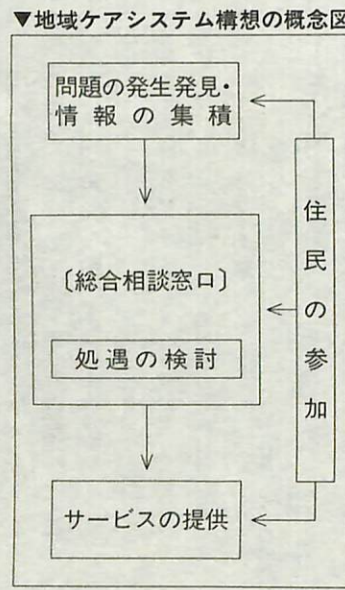 ▼地域ケアシステム構想の概念図
問題の発生発見・
情報の集積
〔総合相談窓口〕
処遇の検討
サービスの提供
住民の参加